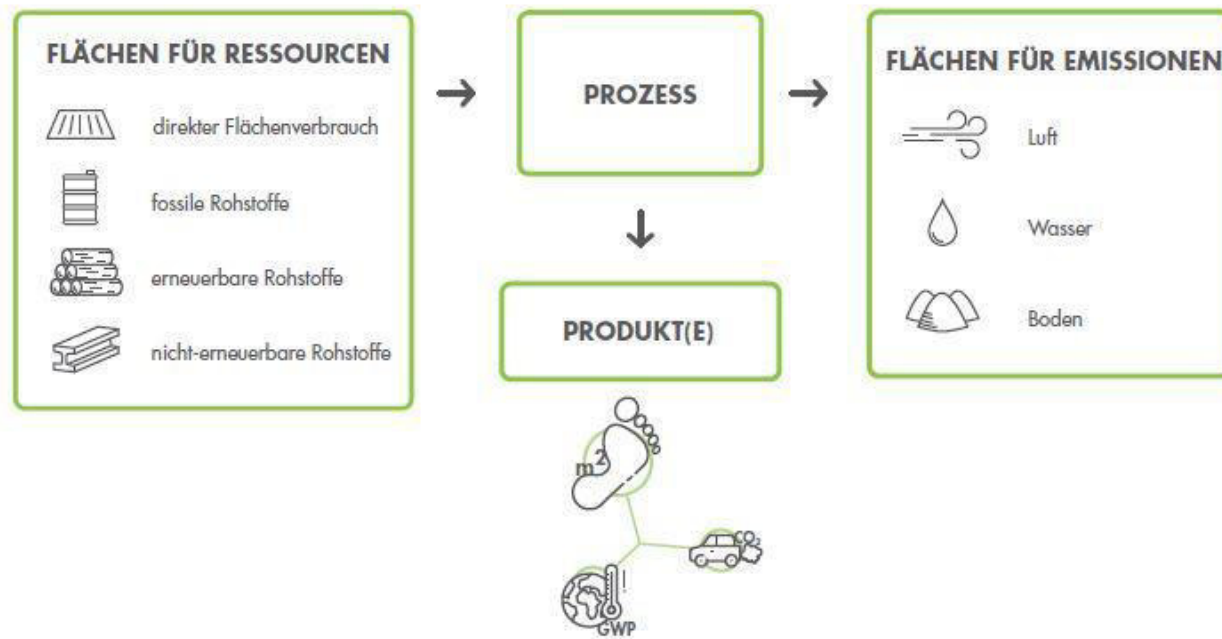 FLÄCHEN FÜR RESSOURCEN
direkter Flächenverbrauch
fossile Rohstoffe
erneuerbare Rohstoffe
nicht-erneuerbare Rohstoffe
PROZESS
PRODUKT(E)
m²
CO₂
GWP
FLÄCHEN FÜR EMISSIONEN
Luft
Wasser
Boden